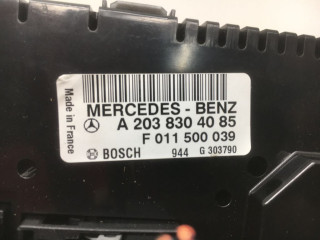 Made in France
MERCEDES - BENZ
A 203 830 40 85
F 011 500 039
BOSCH 944 G 303790